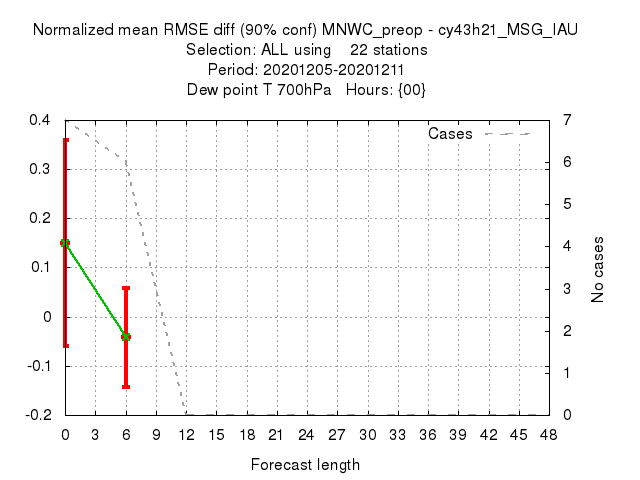 Normalized mean RMSE diff (90% conf) MNWC_preop - cy43h21_MSG_IAU
Selection: ALL using 22 stations
Period: 20201205-20201211
Dew point T 700hPa Hours: {00}
Cases
0.4
0.3
0.2
0.1
0
-0.1
-0.2
7
6
5
4
3
2
1
0
No cases
0 3 6 9 12 15 18 21 24 27 30 33 36 39 42 45 48
Forecast length